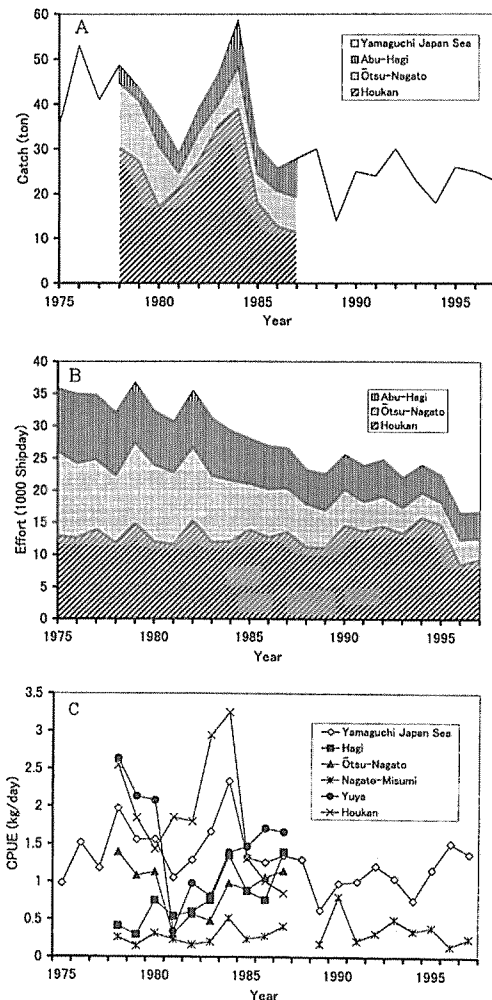 A
Catch (ton)
60
50
40
30
20
10
0
Yamaguchi Japan Sea
Abu-Hagi
Ōtsu-Nagato
Houkan
1975 1980 1985 1990 1995
Year
B
Effort (1000 Shipday)
40
35
30
25
20
15
10
5
0
Abu-Hagi
Ōtsu-Nagato
Houkan
1975 1980 1985 1990 1995
Year
C
CPUE (kg/day)
3.5
3
2.5
2
1.5
1
0.5
0
Yamaguchi Japan Sea
Hagi
Ōtsu-Nagato
Nagato-Misumi
Yuya
Houkan
1975 1980 1985 1990 1995
Year